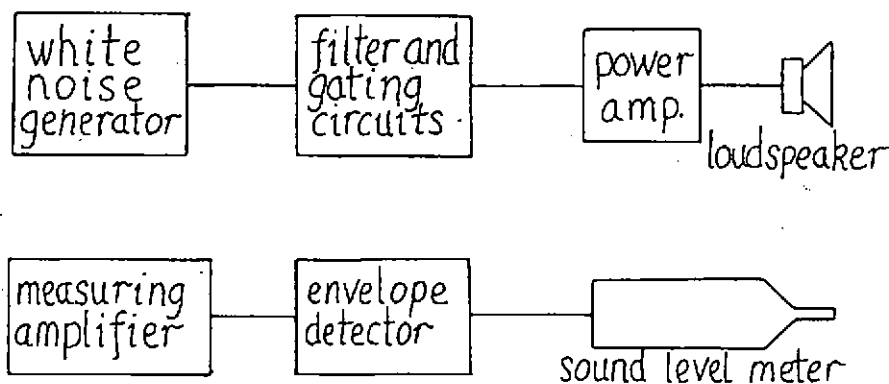 white
noise
generator
filter and
gating
circuits
power
amp.
loudspeaker
measuring
amplifier
envelope
detector
sound level meter